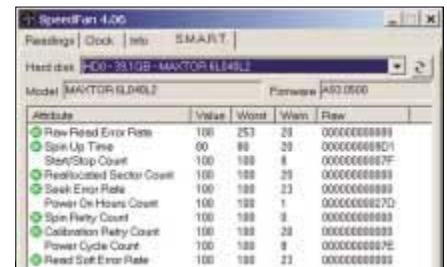 SpeedFan 4.06
Readings Clock Info S.M.A.R.T.
Hard disk HD0 - 39.1GB - MAXTOR 6L040L2
Model MAXTOR 6L040L2 Firmware A93.0500
Attribute Value Worst Warn Raw
Raw Read Error Rate 100 253 20 000000000000
Spin Up Time 20
Start/Stop Count 100 100 8
Reallocated Sector Count 100 100 20 000000000000
Seek Error Rate 100 100 23 000000000000
Power On Hours Count 100 100 1
Spin Retry Count 100 100 0 000000000000
Calibration Retry Count 100 100 20 000000000000
Power Cycle Count 100 100 8
Read Soft Error Rate 100 100 23 000000000000